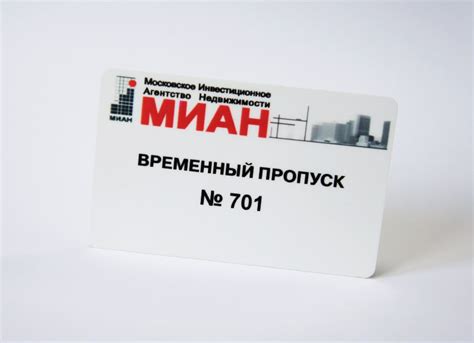 Московское Инвестиционное
Агентство Недвижимости
МИАН
МИАН
ВРЕМЕННЫЙ ПРОПУСК
№ 701